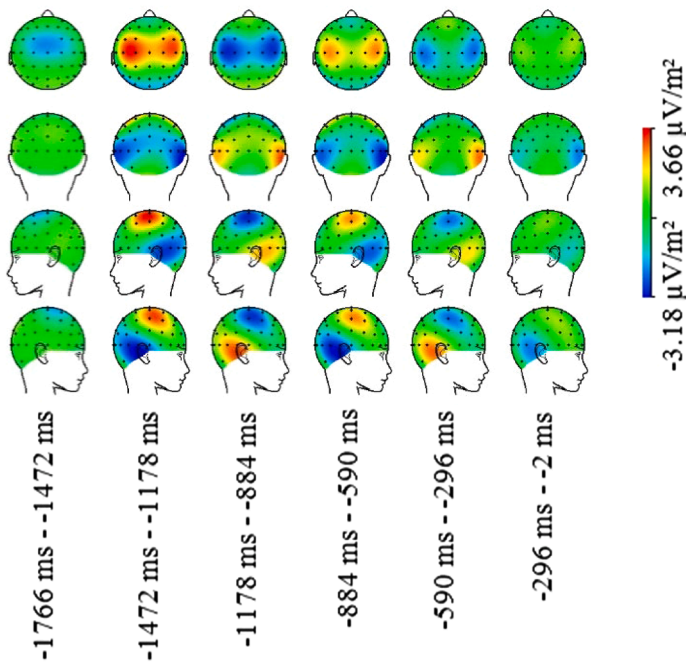 -1766 ms - -1472 ms
-1472 ms - -1178 ms
-1178 ms - -884 ms
-884 ms - -590 ms
-590 ms - -296 ms
-296 ms - -2 ms
-3.18 µV/m² 3.66 µV/m²